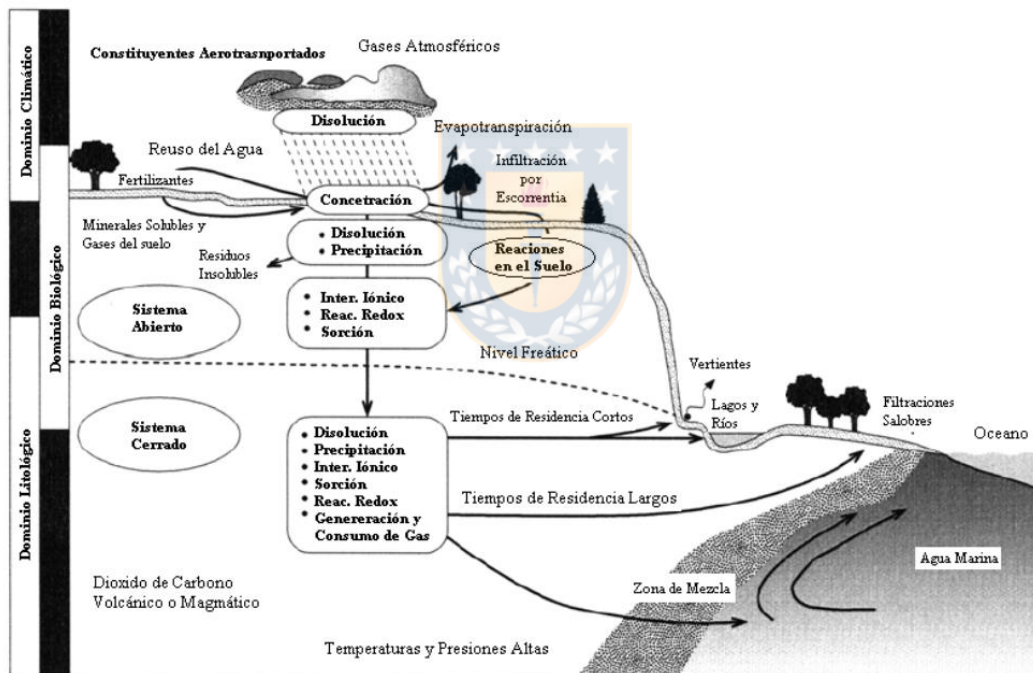 Dominio Climático
Dominio Biológico
Dominio Litológico
Constituyentes Aerotrasnportados
Gases Atmosféricos
Disolución
Evapotranspiración
Reuso del Agua
Fertilizantes
Infiltración
por
Escorrentia
Concetración
Minerales Solubles y
Gases del suelo
• Disolución
• Precipitación
Residuos
Insolubles
Reaciones
en el Suelo
• Inter. Iónico
• Reac. Redox
• Sorción
Sistema
Abierto
Nivel Freático
Vertientes
Lagos y
Ríos
Filtraciones
Salobres
Oceano
Sistema
Cerrado
Tiempos de Residencia Cortos
• Disolución
• Precipitación
• Inter. Iónico
• Sorción
• Reac. Redox
• Genereración y
Consumo de Gas
Tiempos de Residencia Largos
Agua Marina
Zona de Mezcla
Dioxido de Carbono
Volcánico o Magmático
Temperaturas y Presiones Altas